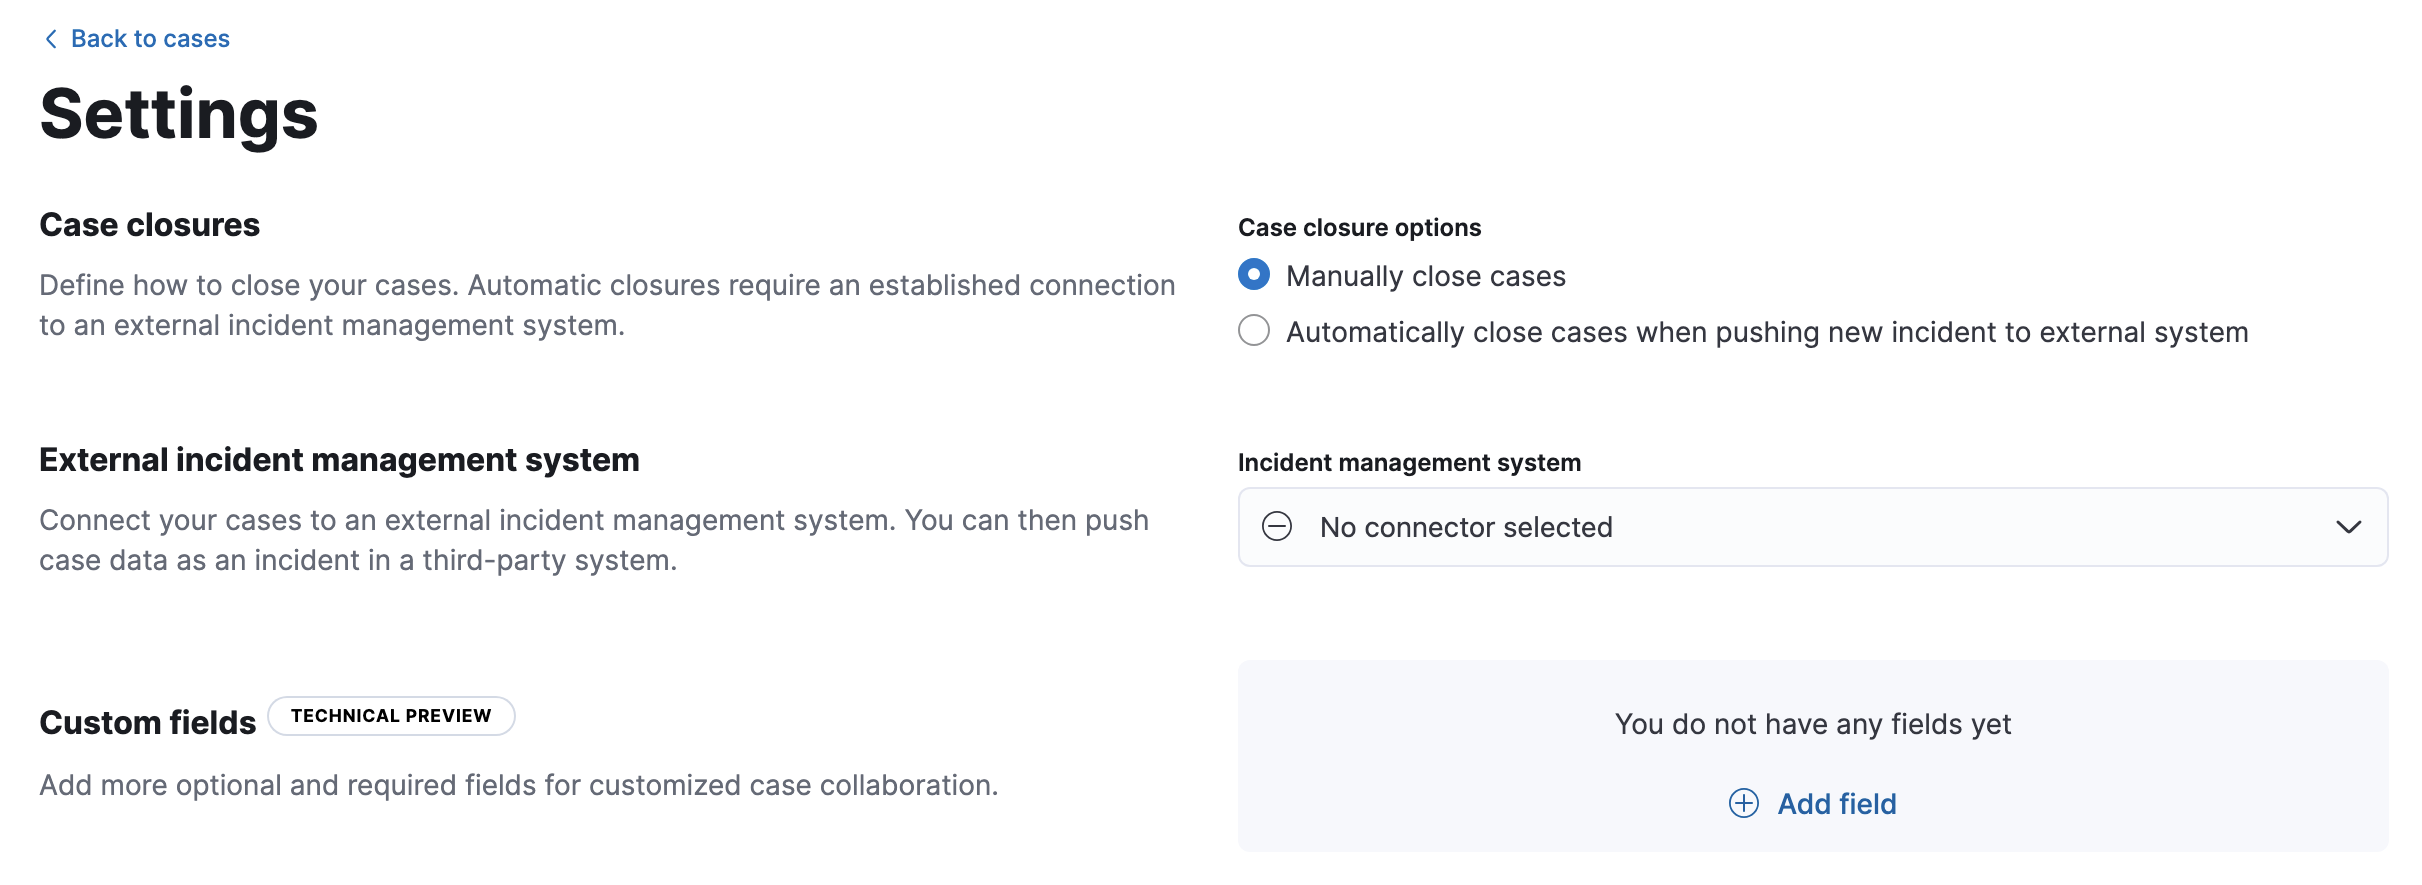 Back to cases
Settings
Case closures
Define how to close your cases. Automatic closures require an established connection
to an external incident management system.
Case closure options
Manually close cases
Automatically close cases when pushing new incident to external system
External incident management system
Connect your cases to an external incident management system. You can then push
case data as an incident in a third-party system.
Incident management system
No connector selected
Custom fields TECHNICAL PREVIEW
Add more optional and required fields for customized case collaboration.
You do not have any fields yet
Add field